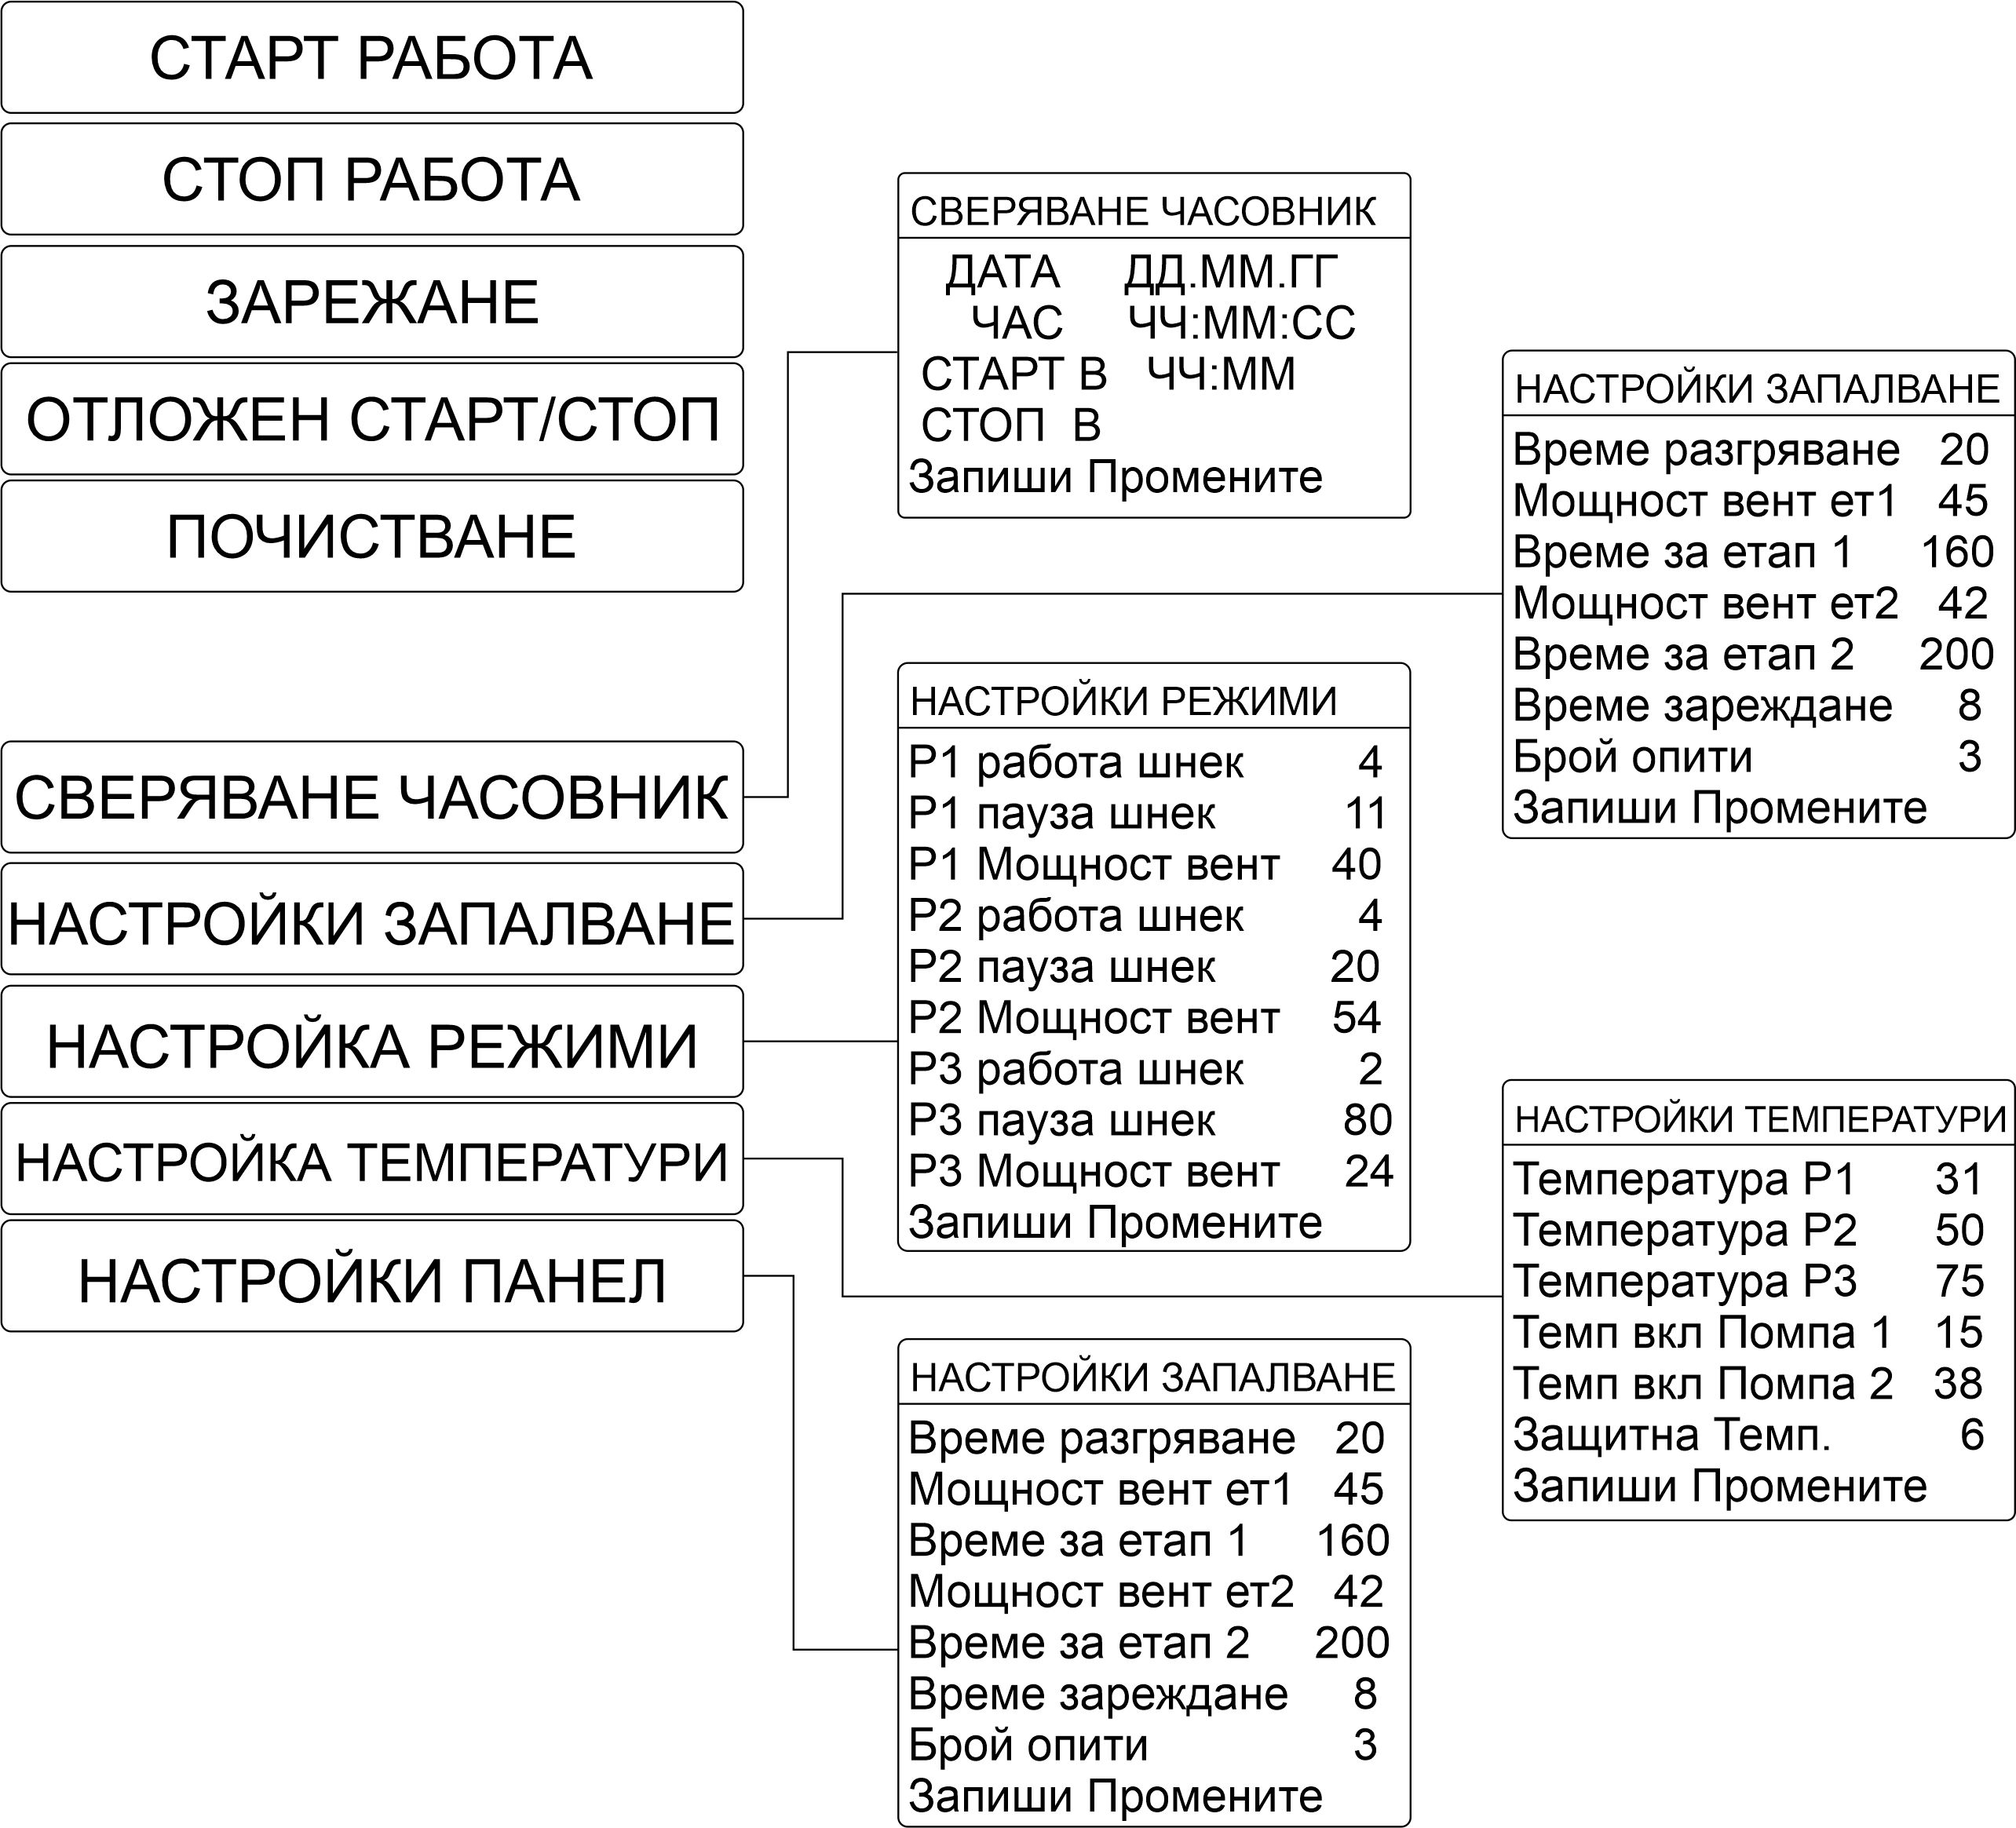 СТАРТ РАБОТА
СТОП РАБОТА
ЗАРЕЖАНЕ
ОТЛОЖЕН СТАРТ/СТОП
ПОЧИСТВАНЕ
СВЕРЯВАНЕ ЧАСОВНИК
НАСТРОЙКИ ЗАПАЛВАНЕ
НАСТРОЙКА РЕЖИМИ
НАСТРОЙКА ТЕМПЕРАТУРИ
НАСТРОЙКИ ПАНЕЛ
СВЕРЯВАНЕ ЧАСОВНИК
ДАТА ДД.ММ.ГГ
ЧАС ЧЧ:ММ:СС
СТАРТ В ЧЧ:ММ
СТОП В
Запиши Промените
НАСТРОЙКИ РЕЖИМИ
Р1 работа шнек 4
Р1 пауза шнек 11
Р1 Мощност вент 40
Р2 работа шнек 4
Р2 пауза шнек 20
Р2 Мощност вент 54
Р3 работа шнек 2
Р3 пауза шнек 80
Р3 Мощност вент 24
Запиши Промените
НАСТРОЙКИ ЗАПАЛВАНЕ
Време разгряване 20
Мощност вент ет1 45
Време за етап 1 160
Мощност вент ет2 42
Време за етап 2 200
Време зареждане 8
Брой опити 3
Запиши Промените
НАСТРОЙКИ ЗАПАЛВАНЕ
Време разгряване 20
Мощност вент ет1 45
Време за етап 1 160
Мощност вент ет2 42
Време за етап 2 200
Време зареждане 8
Брой опити 3
Запиши Промените
НАСТРОЙКИ ТЕМПЕРАТУРИ
Температура Р1 31
Температура Р2 50
Температура Р3 75
Темп вкл Помпа 1 15
Темп вкл Помпа 2 38
Защитна Темп. 6
Запиши Промените